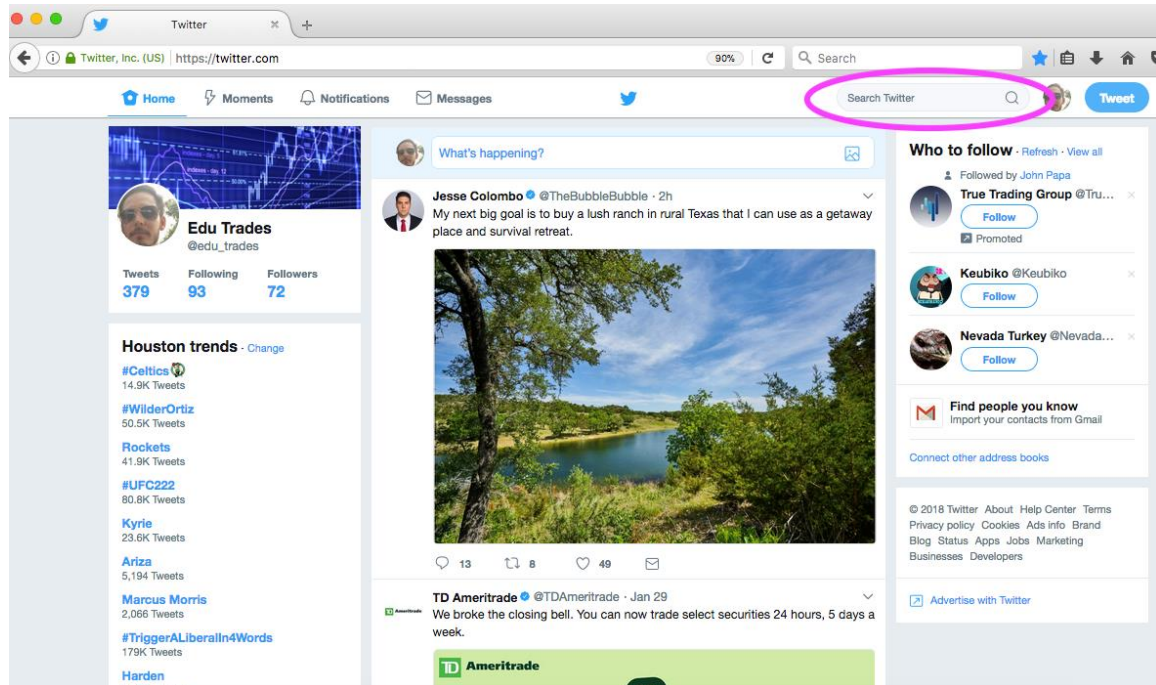 Twitter
Twitter, Inc. (US) https://twitter.com 90% Search
Home Moments Notifications Messages Search Twitter Tweet
Edu Trades
@edu_trades
Tweets Following Followers
379 93 72
Houston trends · Change
#Celtics
14.9K Tweets
#WilderOrtiz
50.5K Tweets
Rockets
41.9K Tweets
#UFC222
80.8K Tweets
Kyrie
23.6K Tweets
Ariza
5,194 Tweets
Marcus Morris
2,066 Tweets
#TriggerALiberalIn4Words
179K Tweets
Harden
What's happening?
Jesse Colombo @TheBubbleBubble · 2h
My next big goal is to buy a lush ranch in rural Texas that I can use as a getaway
place and survival retreat.
13 8 49
TD Ameritrade @TDAmeritrade · Jan 29
We broke the closing bell. You can now trade select securities 24 hours, 5 days a
week.
TD Ameritrade
Who to follow · Refresh · View all
Followed by John Papa
True Trading Group @Tru...
Follow
Promoted
Keubiko @Keubiko
Follow
Nevada Turkey @Nevada...
Follow
Find people you know
Import your contacts from Gmail
Connect other address books
© 2018 Twitter About Help Center Terms
Privacy policy Cookies Ads info Brand
Blog Status Apps Jobs Marketing
Businesses Developers
Advertise with Twitter